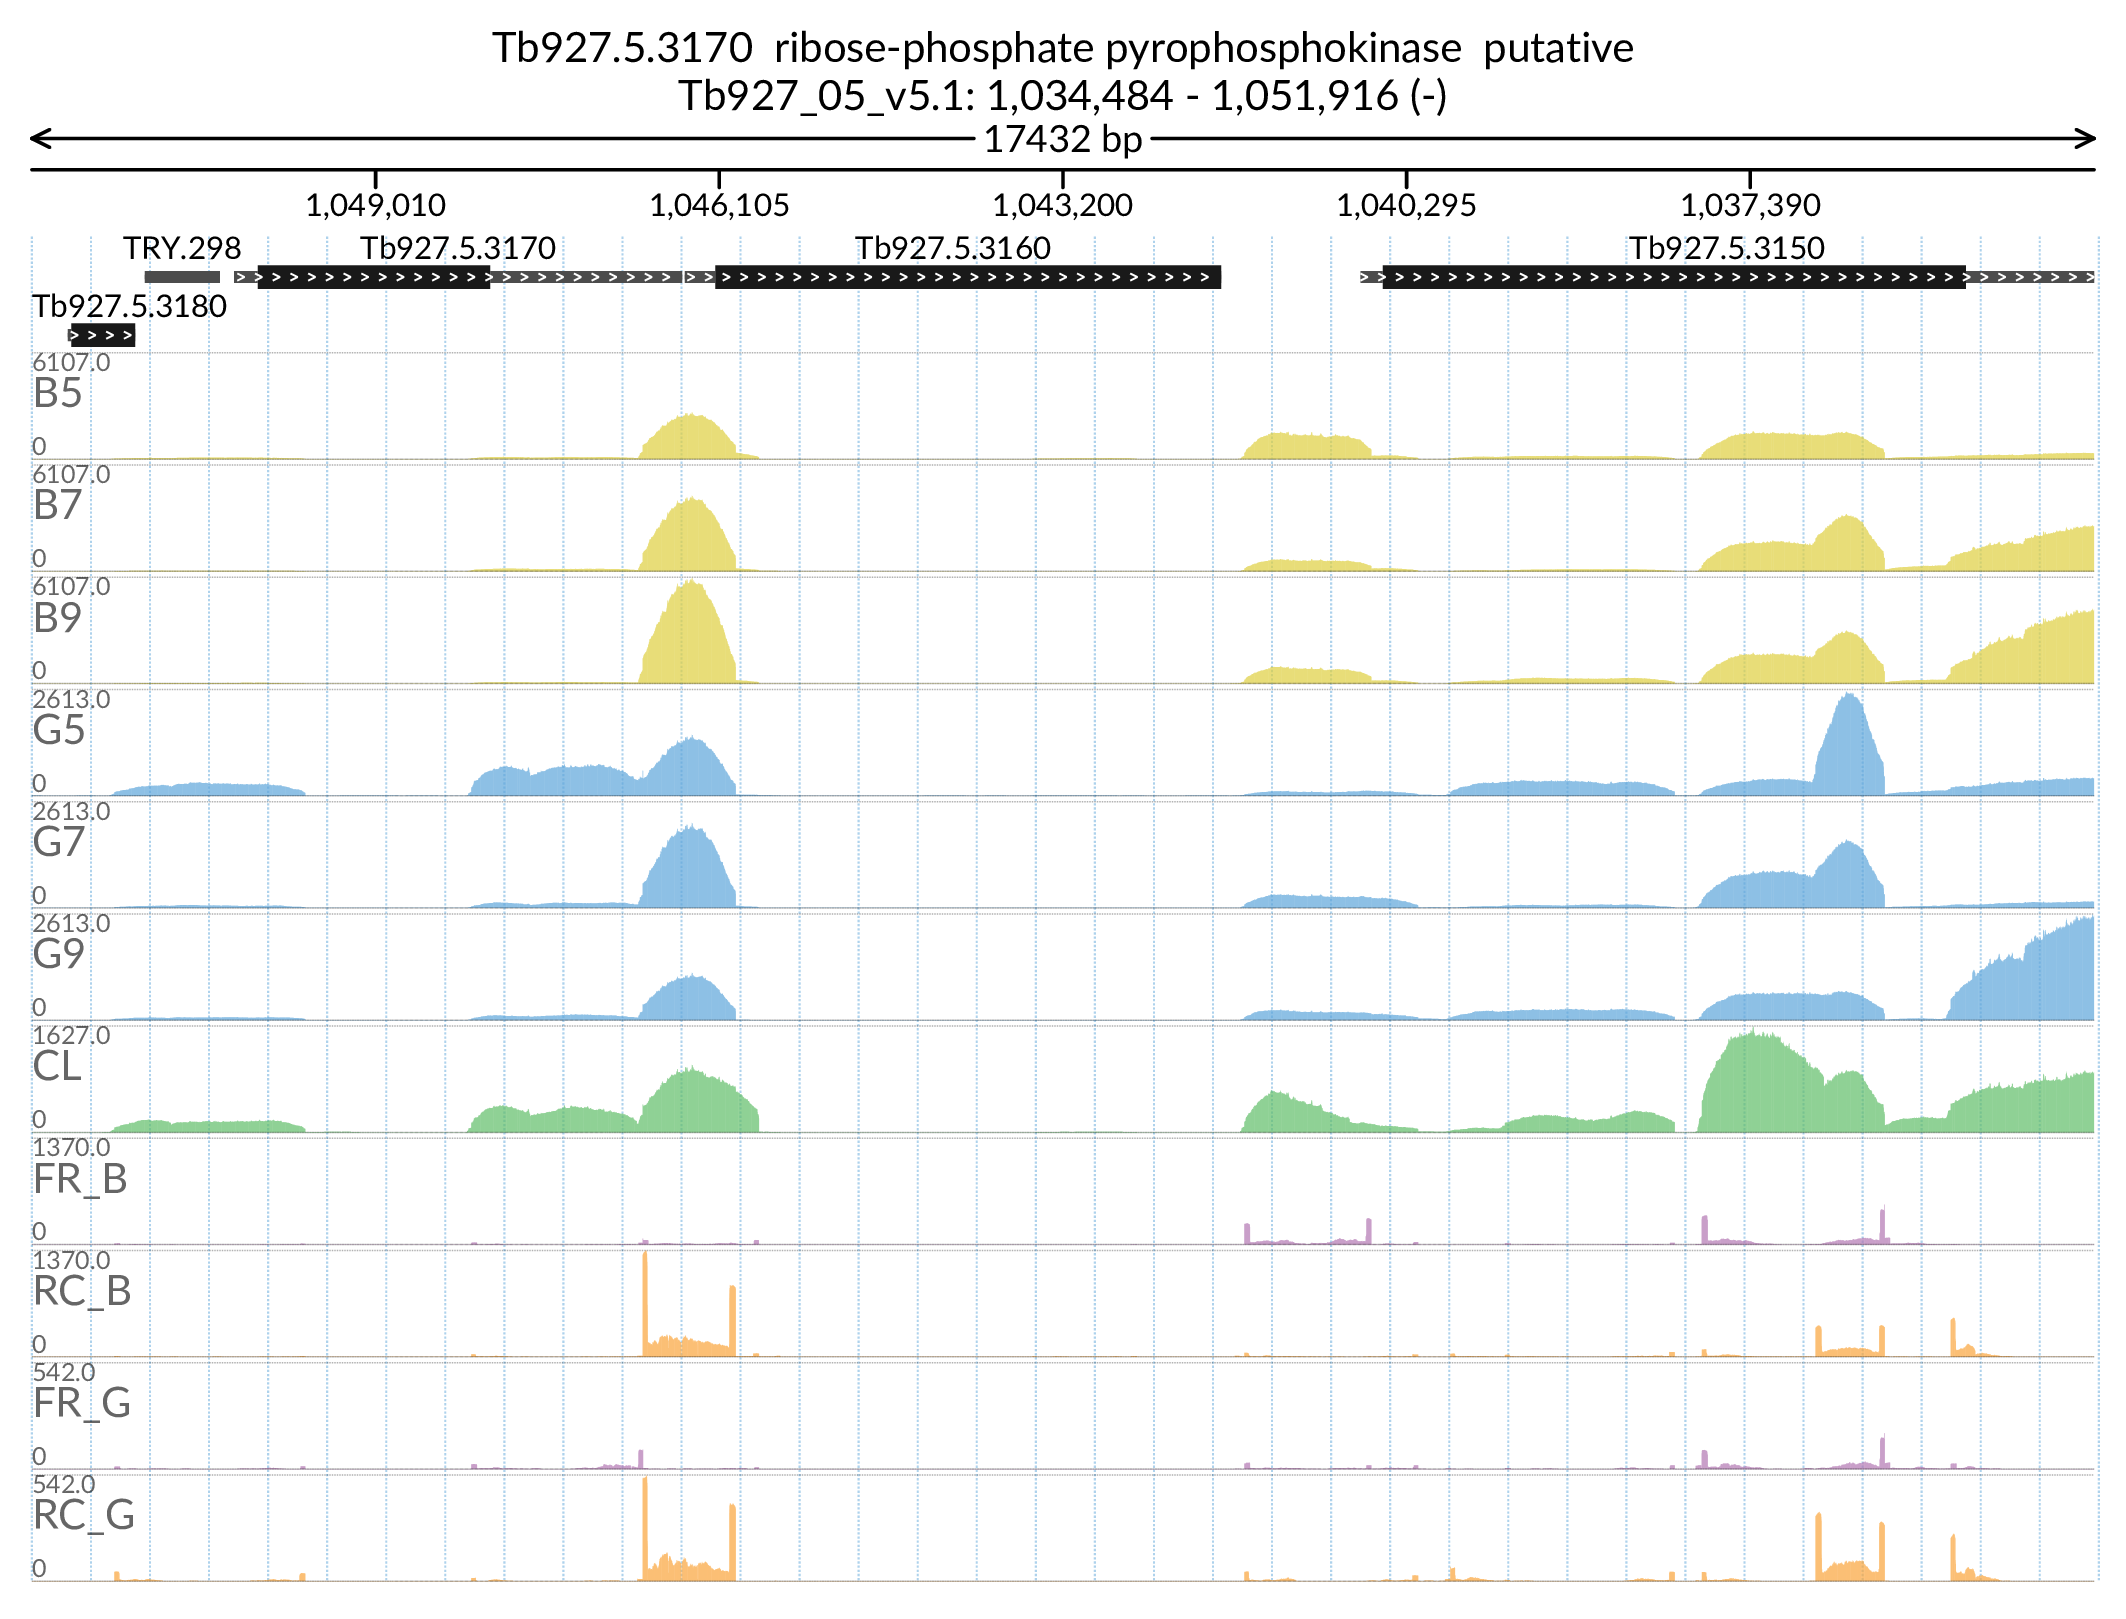 Tb927.5.3170  ribose-phosphate pyrophosphokinase  putative
Tb927_05_v5.1: 1,034,484 - 1,051,916 (-)
17432 bp
1,049,010 1,046,105 1,043,200 1,040,295 1,037,390
TRY.298 Tb927.5.3170 Tb927.5.3160 Tb927.5.3150
Tb927.5.3180
6107.0
B5
0
6107.0
B7
0
6107.0
B9
0
2613.0
G5
0
2613.0
G7
0
2613.0
G9
0
1627.0
CL
0
1370.0
FR_B
0
1370.0
RC_B
0
542.0
FR_G
0
542.0
RC_G
0